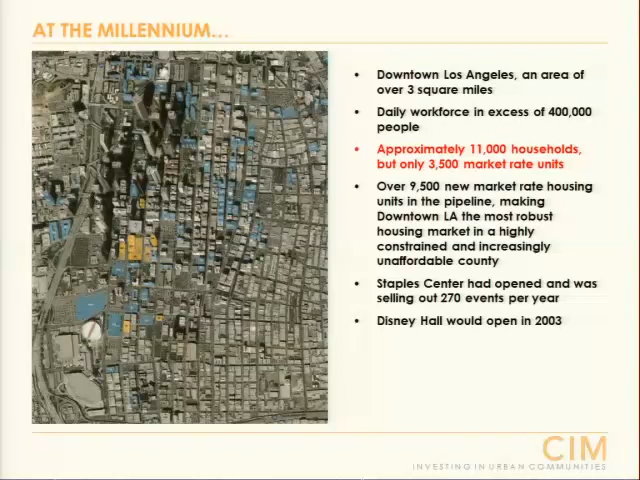 AT THE MILLENNIUM...
• Downtown Los Angeles, an area of
over 3 square miles
• Daily workforce in excess of 400,000
people
• Approximately 11,000 households,
but only 3,500 market rate units
• Over 9,500 new market rate housing
units in the pipeline, making
Downtown LA the most robust
housing market in a highly
constrained and increasingly
unaffordable county
• Staples Center had opened and was
selling out 270 events per year
• Disney Hall would open in 2003
CIM
INVESTING IN URBAN COMMUNITIES